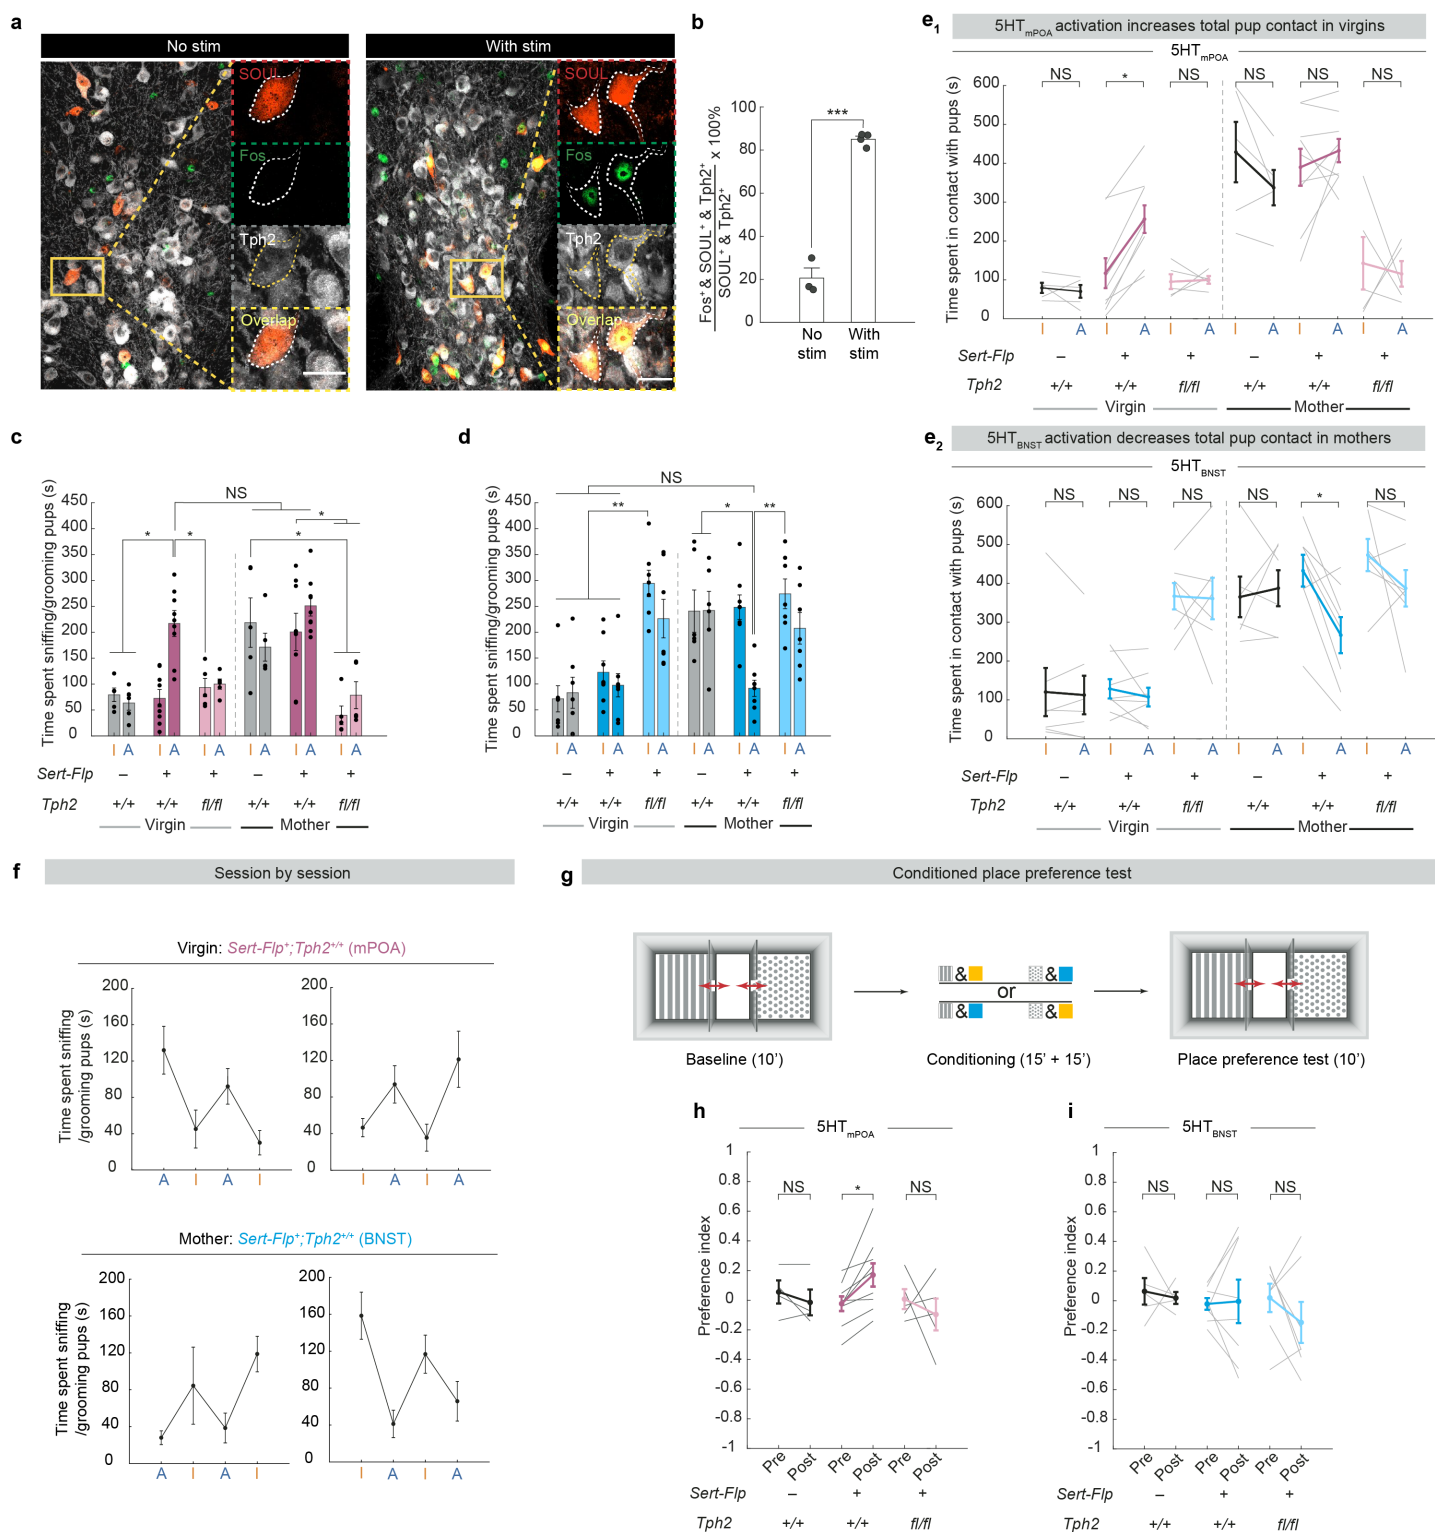 a
No stim
With stim
SOUL
Fos
Tph2
Overlap
SOUL
Fos
Tph2
Overlap
b
Fos⁺ & SOUL⁺ & Tph2⁺
SOUL⁺ & Tph2⁺
x 100%
100
80
60
40
20
0
***
No stim
With stim
c
Time spent sniffing/grooming pups (s)
450
400
350
300
250
200
150
100
50
0
NS
* * * *
I A I A I A I A I A I A
Sert-Flp – + + – + +
Tph2 +/+ +/+ fl/fl +/+ +/+ fl/fl
Virgin Mother
d
Time spent sniffing/grooming pups (s)
450
400
350
300
250
200
150
100
50
0
NS
** * **
I A I A I A I A I A I A
– + + – + +
+/+ +/+ fl/fl +/+ +/+ fl/fl
Virgin Mother
e₁
5HTmPOA activation increases total pup contact in virgins
5HTmPOA
Time spent in contact with pups (s)
600
500
400
300
200
100
0
NS * NS NS NS NS
I A I A I A I A I A I A
Sert-Flp – + + – + +
Tph2 +/+ +/+ fl/fl +/+ +/+ fl/fl
Virgin Mother
e₂
5HTBNST activation decreases total pup contact in mothers
5HTBNST
Time spent in contact with pups (s)
600
500
400
300
200
100
0
NS NS NS NS * NS
I A I A I A I A I A I A
Sert-Flp – + + – + +
Tph2 +/+ +/+ fl/fl +/+ +/+ fl/fl
Virgin Mother
f
Session by session
Virgin: Sert-Flp⁺;Tph2⁺/⁺ (mPOA)
Time spent sniffing
/grooming pups (s)
200
160
120
80
40
0
A I A I
200
160
120
80
40
0
I A I A
Mother: Sert-Flp⁺;Tph2⁺/⁺ (BNST)
Time spent sniffing
/grooming pups (s)
200
160
120
80
40
0
A I A I
200
160
120
80
40
0
I A I A
g
Conditioned place preference test
& &
or
& &
Baseline (10’)
Conditioning (15’ + 15’)
Place preference test (10’)
h
5HTmPOA
Preference index
1
0.8
0.6
0.4
0.2
0
-0.2
-0.4
-0.6
-0.8
-1
NS * NS
Pre Post Pre Post Pre Post
Sert-Flp – + +
Tph2 +/+ +/+ fl/fl
i
5HTBNST
Preference index
1
0.8
0.6
0.4
0.2
0
-0.2
-0.4
-0.6
-0.8
-1
NS NS NS
Pre Post Pre Post Pre Post
Sert-Flp – + +
Tph2 +/+ +/+ fl/fl